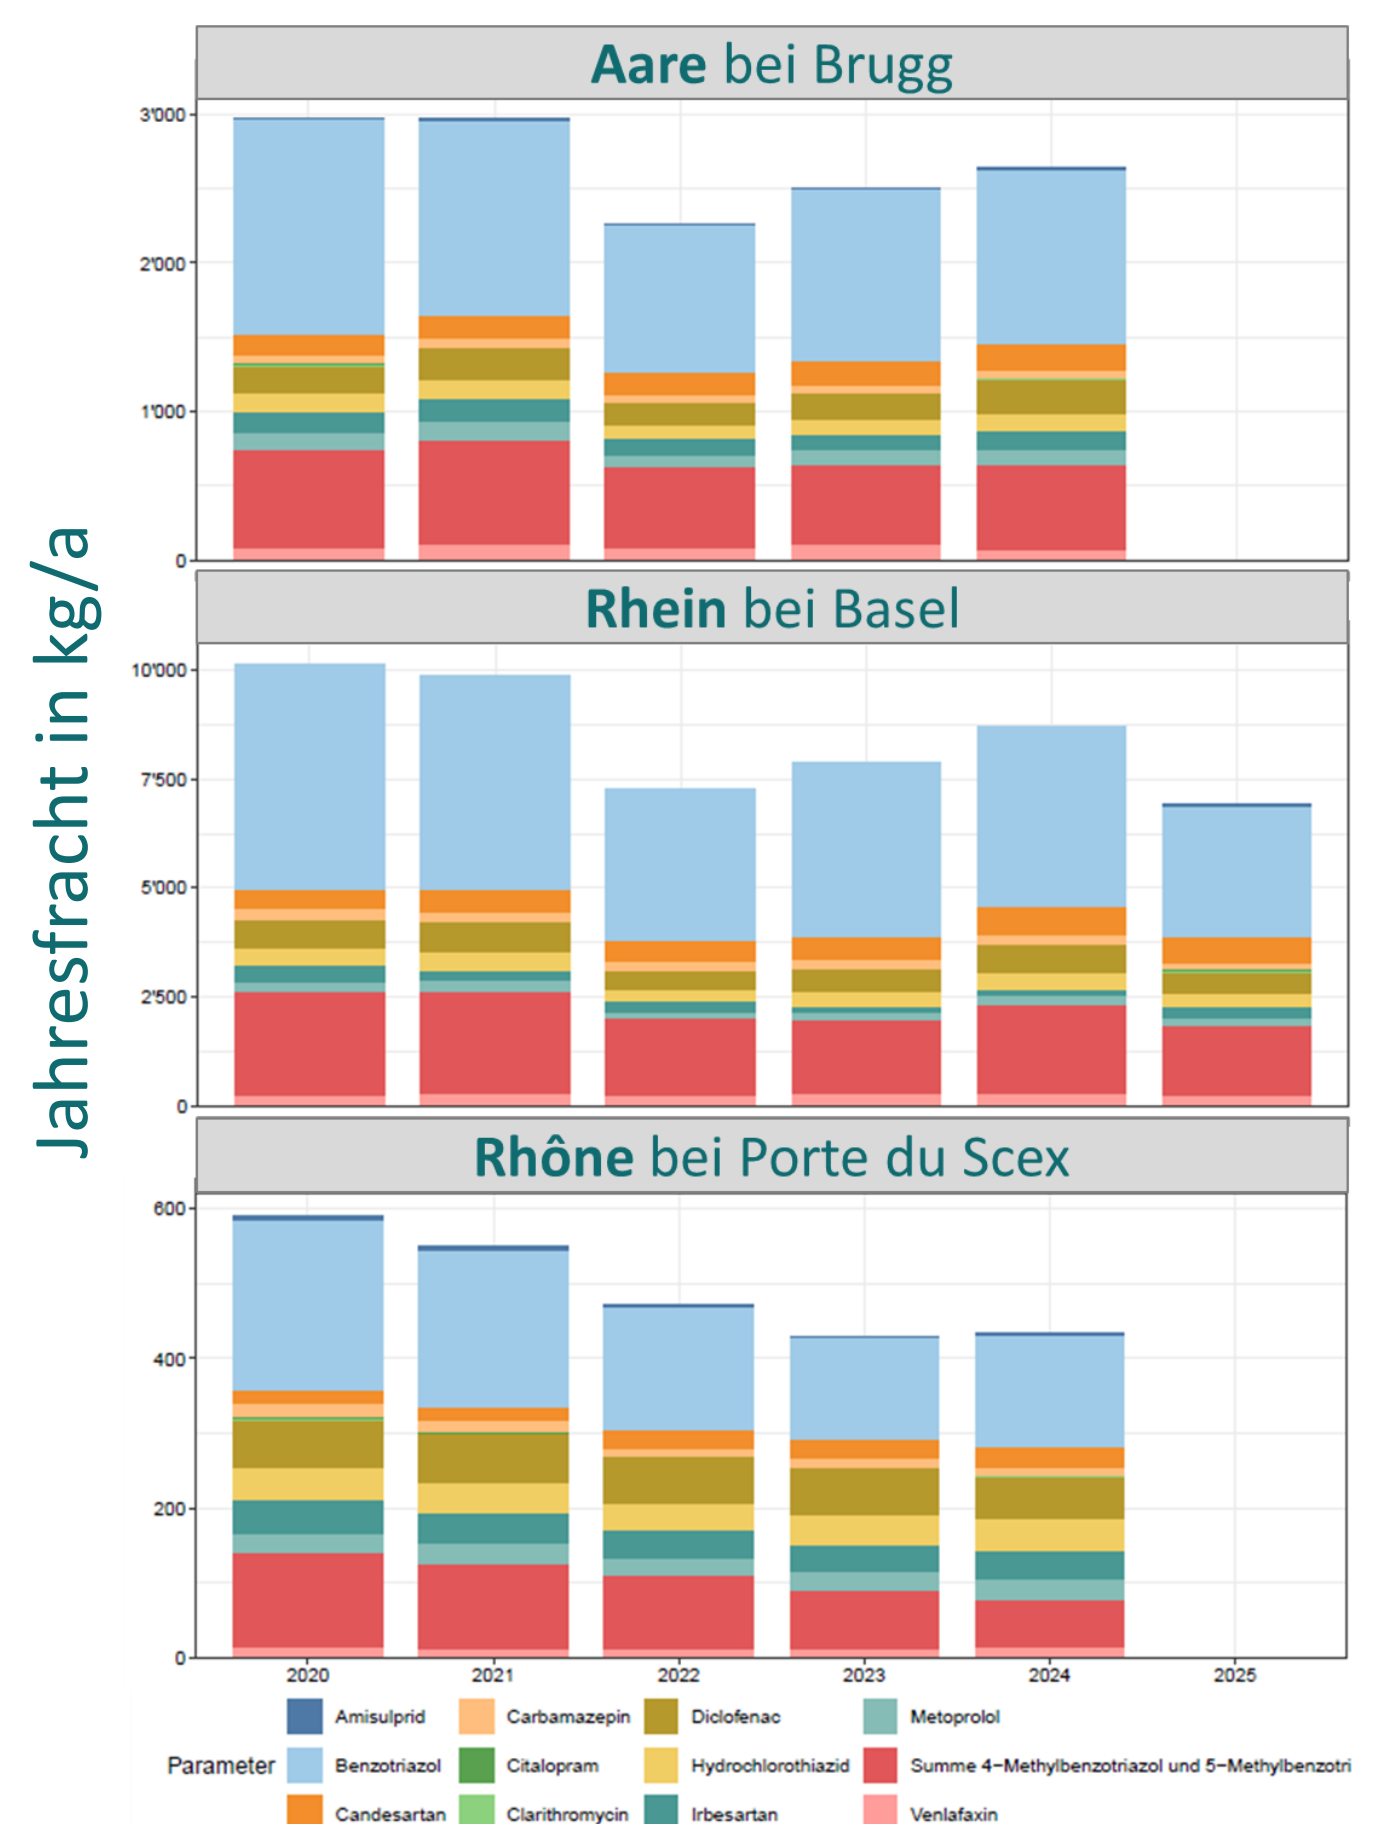 Aare bei Brugg
3'000
2'000
1'000
0
Rhein bei Basel
10'000
7'500
5'000
2'500
0
Rhône bei Porte du Scex
600
400
200
0
2020 2021 2022 2023 2024 2025
Jahresfracht in kg/a
Parameter
Amisulprid Carbamazepin Diclofenac Metoprolol
Benzotriazol Citalopram Hydrochlorothiazid Summe 4−Methylbenzotriazol und 5−Methylbenzotri
Candesartan Clarithromycin Irbesartan Venlafaxin